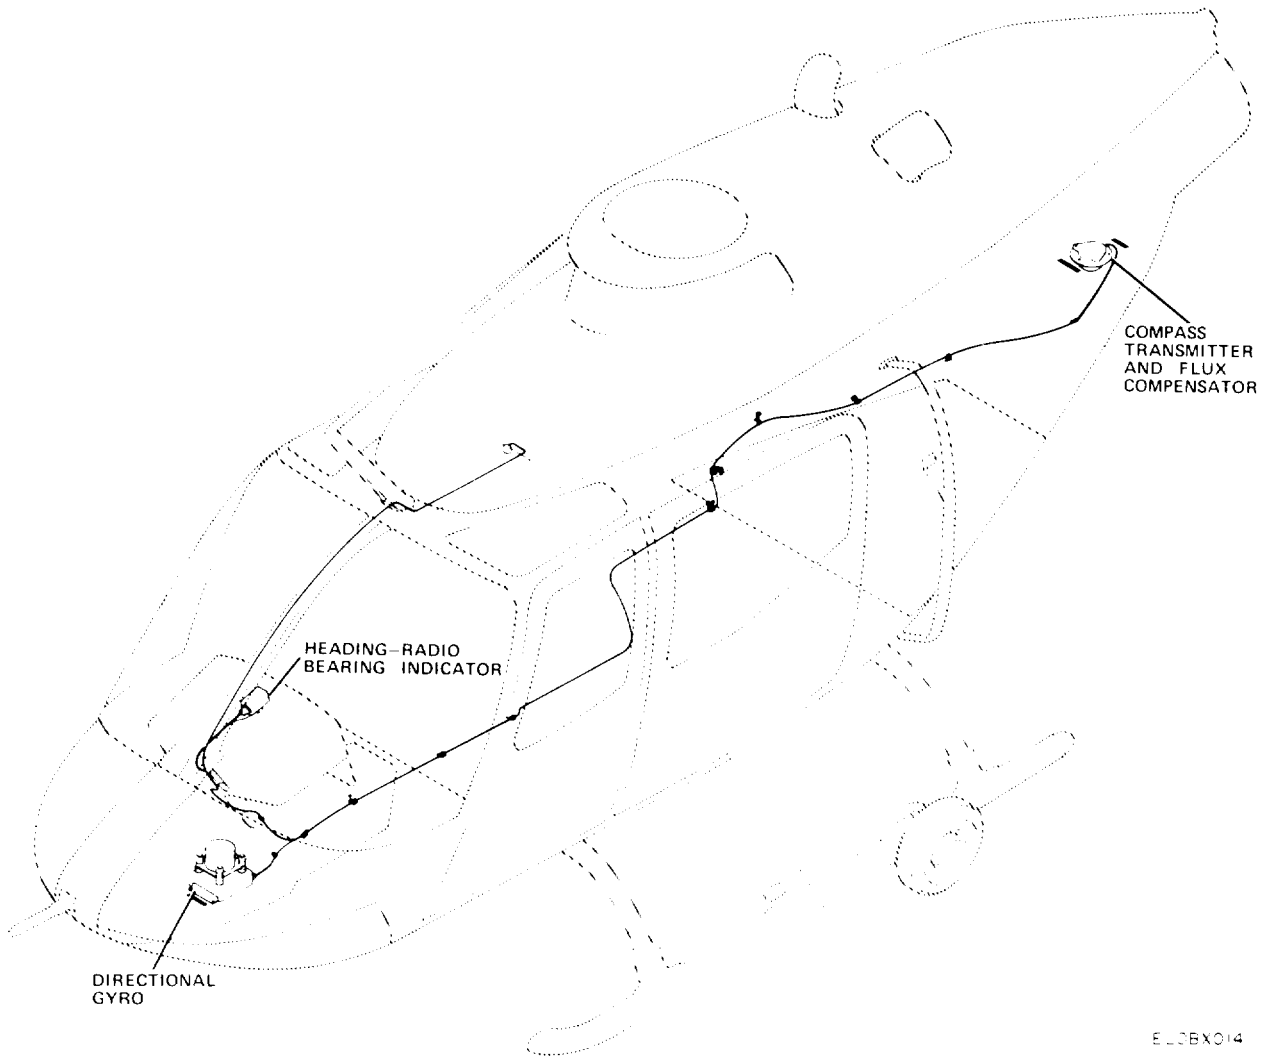 COMPASS
TRANSMITTER
AND FLUX
COMPENSATOR
HEADING-RADIO
BEARING INDICATOR
DIRECTIONAL
GYRO